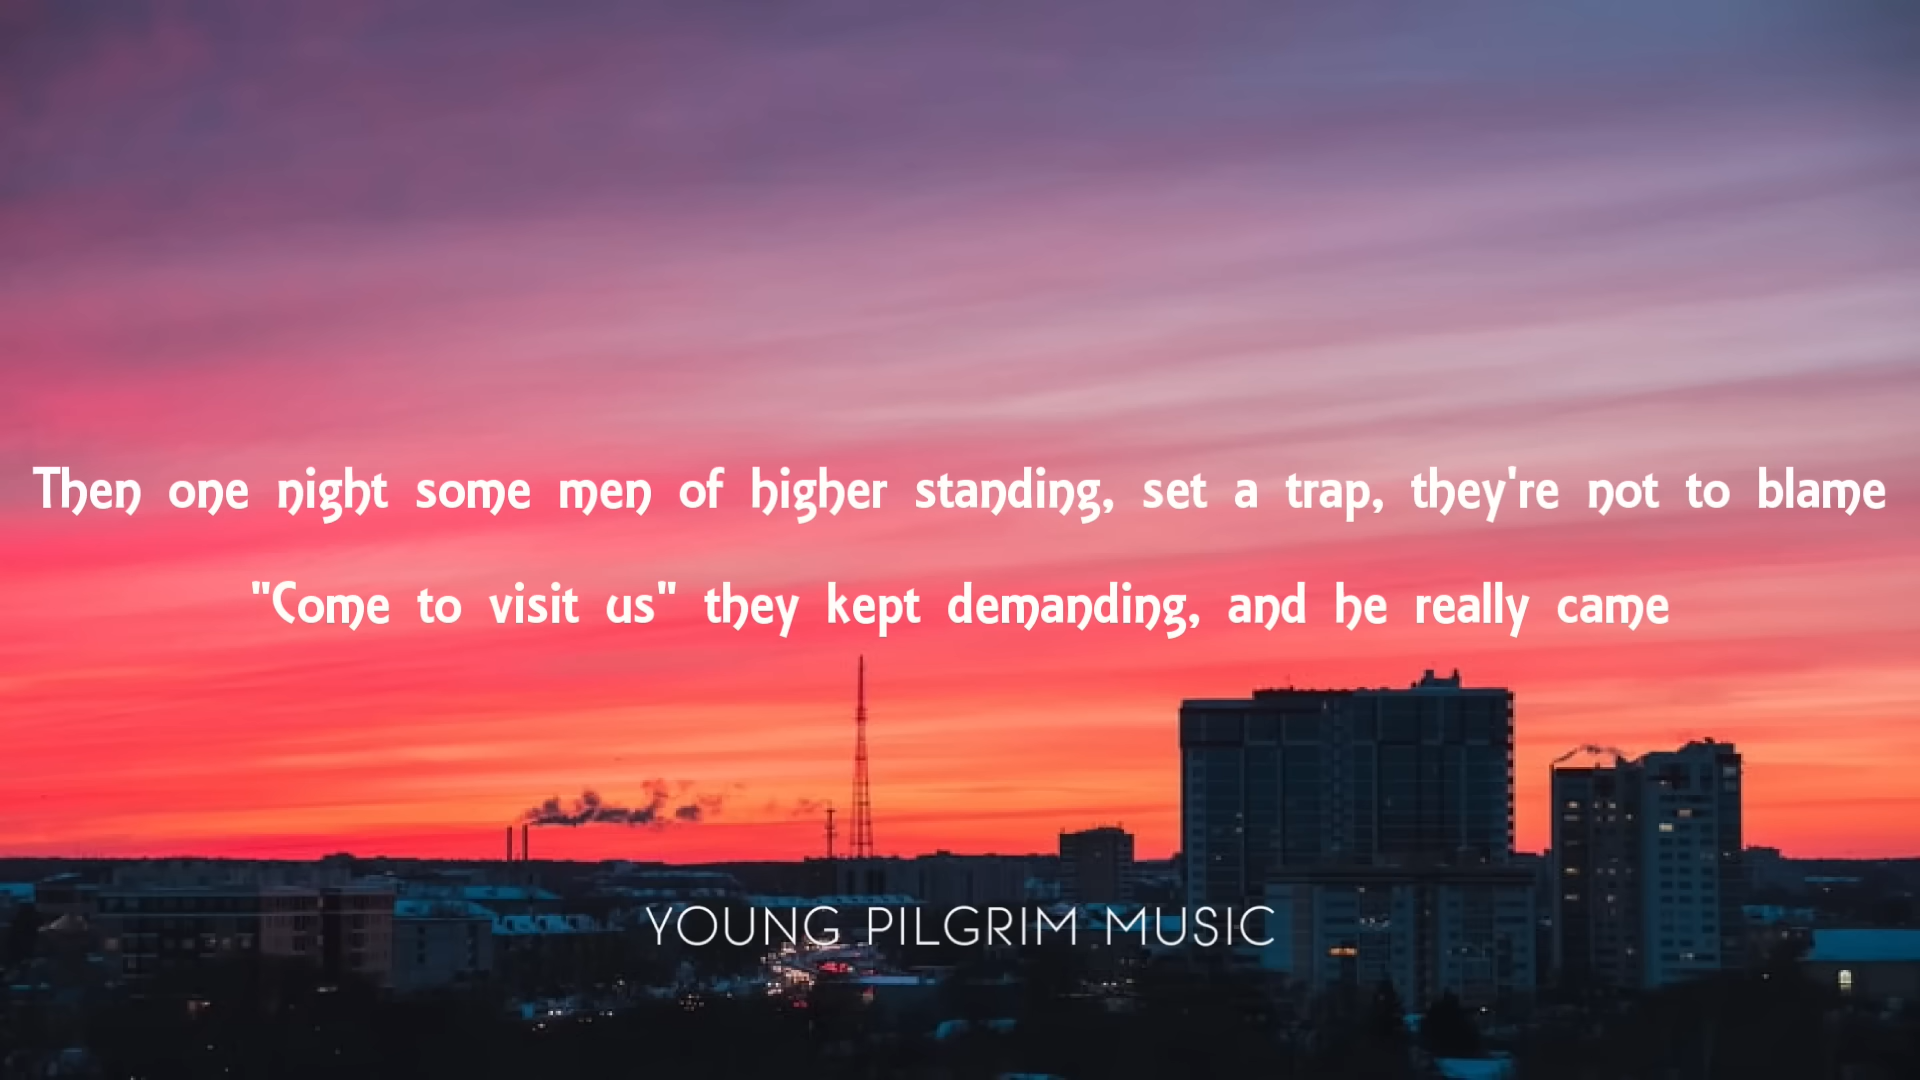 Then one night some men of higher standing, set a trap, they're not to blame
"Come to visit us" they kept demanding, and he really came
YOUNG PILGRIM MUSIC